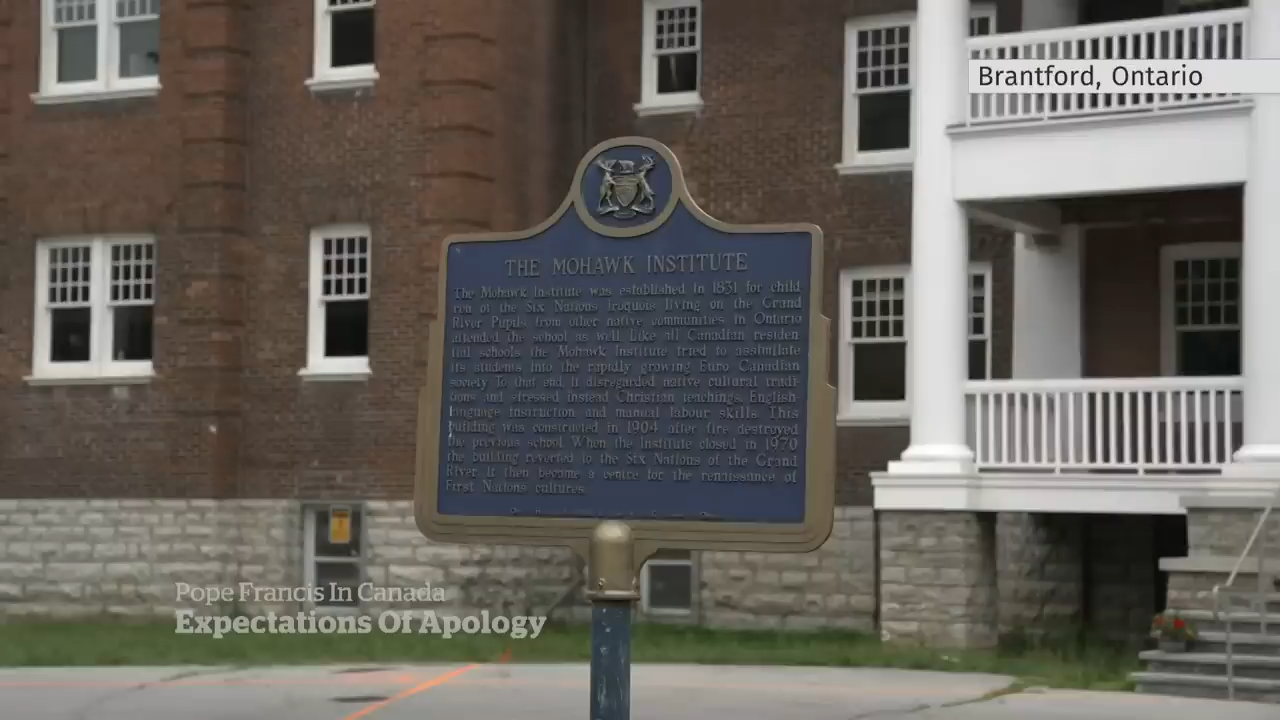 Brantford, Ontario
THE MOHAWK INSTITUTE
The Mohawk Institute was established in 1831 for child
ren of the Six Nations Iroquois living on the Grand
River Pupils from other native communities in Ontario
attended the school as well. Like all Canadian residen
tial schools the Mohawk Institute tried to assimilate
its students into the rapidly growing Euro Canadian
society To that end, it disregarded native cultural tradi-
tions and stressed instead Christian teachings, English-
language instruction and manual labour skills. This
building was constructed in 1904 after fire destroyed
the previous school. When the Institute closed in 1970
the building reverted to the Six Nations of the Grand
River. It then became a centre for the renaissance of
First Nations cultures.
Pope Francis In Canada
Expectations Of Apology